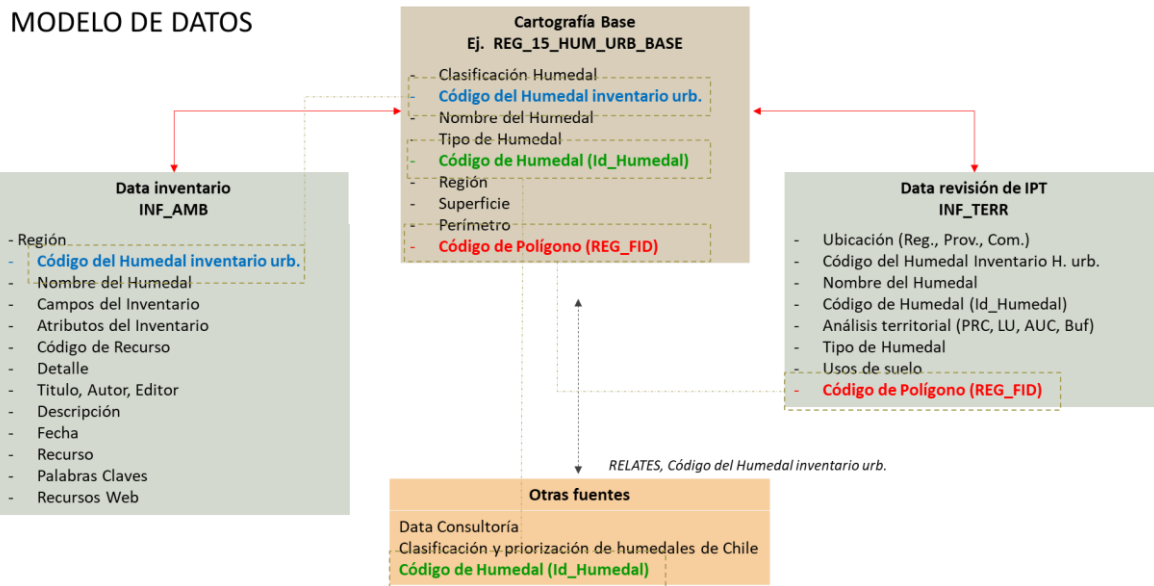 MODELO DE DATOS
Cartografía Base
Ej. REG_15_HUM_URB_BASE
- Clasificación Humedal
- Código del Humedal inventario urb.
- Nombre del Humedal
- Tipo de Humedal
- Código de Humedal (Id_Humedal)
- Región
- Superficie
- Perímetro
- Código de Polígono (REG_FID)
Data inventario
INF_AMB
- Región
- Código del Humedal inventario urb.
- Nombre del Humedal
- Campos del Inventario
- Atributos del Inventario
- Código de Recurso
- Detalle
- Titulo, Autor, Editor
- Descripción
- Fecha
- Recurso
- Palabras Claves
- Recursos Web
Data revisión de IPT
INF_TERR
- Ubicación (Reg., Prov., Com.)
- Código del Humedal Inventario H. urb.
- Nombre del Humedal
- Código de Humedal (Id_Humedal)
- Análisis territorial (PRC, LU, AUC, Buf)
- Tipo de Humedal
- Usos de suelo
- Código de Polígono (REG_FID)
RELATES, Código del Humedal inventario urb.
Otras fuentes
Data Consultoría
Clasificación y priorización de humedales de Chile
Código de Humedal (Id_Humedal)